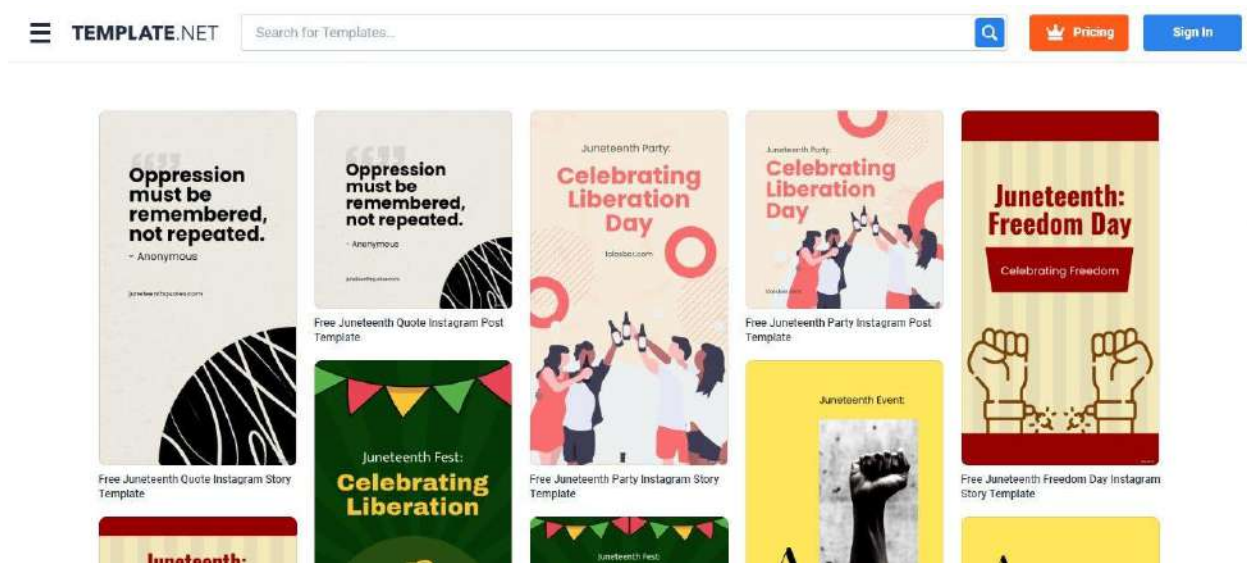 TEMPLATE.NET
Search for Templates...
Pricing
Sign In
Oppression
must be
remembered,
not repeated.
- Anonymous
juneteenthquotes.com
Free Juneteenth Quote Instagram Story
Template
Juneteenth:
Oppression
must be
remembered,
not repeated.
- Anonymous
Free Juneteenth Quote Instagram Post
Template
Juneteenth Fest:
Celebrating
Liberation
Juneteenth Party:
Celebrating
Liberation
Day
Free Juneteenth Party Instagram Story
Template
Juneteenth Fest:
Juneteenth Party:
Celebrating
Liberation
Day
Free Juneteenth Party Instagram Post
Template
Juneteenth Event:
Juneteenth:
Freedom Day
Celebrating Freedom
Free Juneteenth Freedom Day Instagram
Story Template